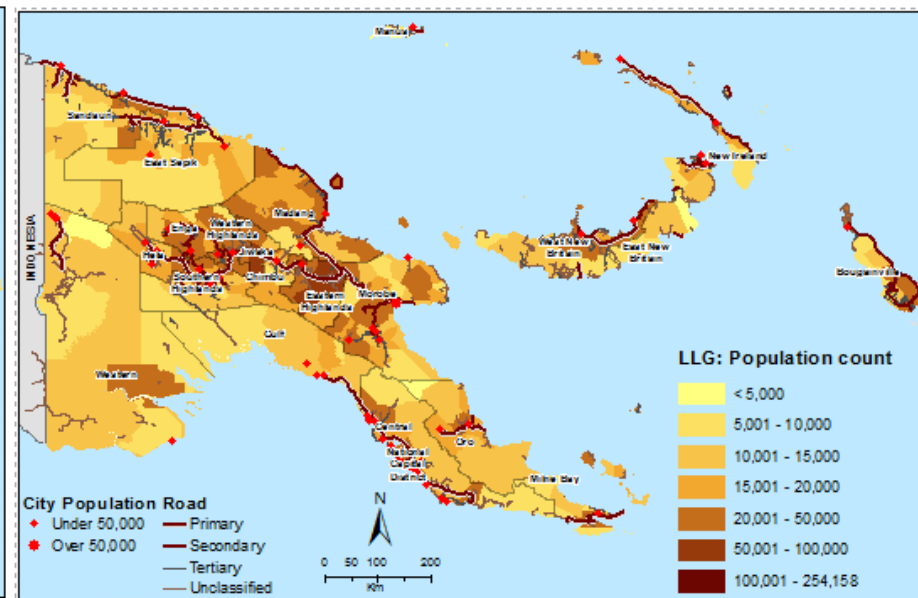 Manus
Sandaun
East Sepik
New Ireland
INDONESIA
Madang
Enga
Western
Highlands
Hela
Jiwaka
Southern
Highlands
Chimbu
Eastern
Highlands
Morobe
West New
Britain
East New
Britain
Bougainville
Gulf
Western
Central
National
Capital
District
Oro
Milne Bay
LLG: Population count
< 5,000
5,001 - 10,000
10,001 - 15,000
15,001 - 20,000
20,001 - 50,000
50,001 - 100,000
100,001 - 254,158
City Population
Under 50,000
Over 50,000
Road
Primary
Secondary
Tertiary
Unclassified
N
0 50 100 200
Km